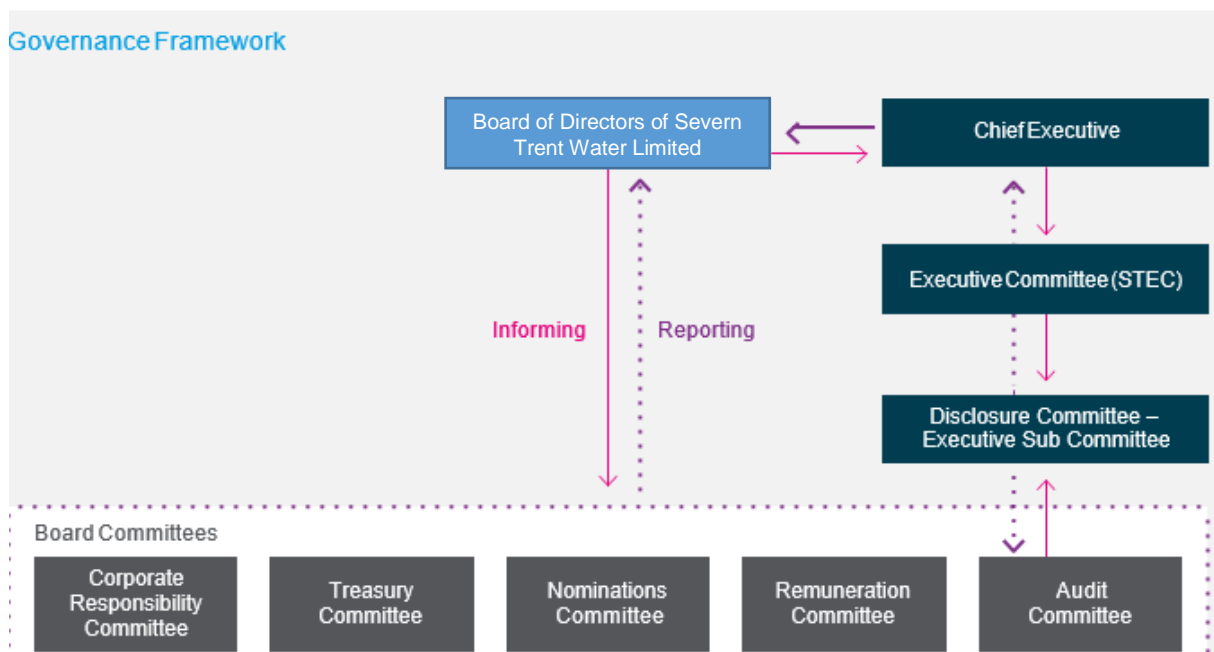 Governance Framework
Board of Directors of Severn
Trent Water Limited
Chief Executive
Executive Committee (STEC)
Informing
Reporting
Disclosure Committee –
Executive Sub Committee
Board Committees
Corporate
Responsibility
Committee
Treasury
Committee
Nominations
Committee
Remuneration
Committee
Audit
Committee